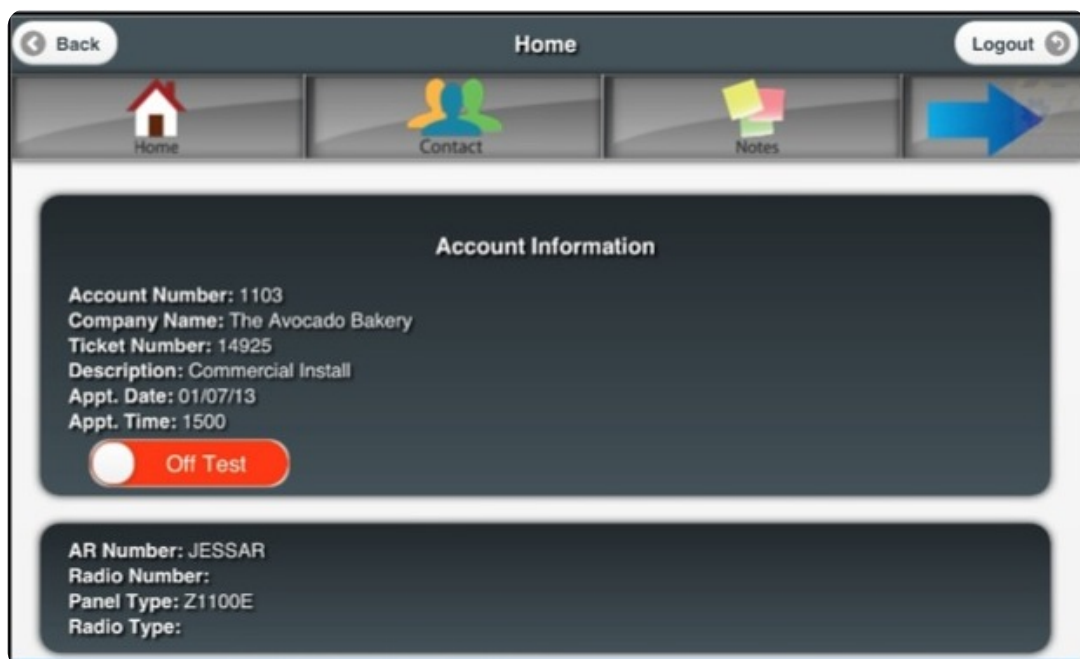 Back
Home
Logout
Home
Contact
Notes
Account Information
Account Number: 1103
Company Name: The Avocado Bakery
Ticket Number: 14925
Description: Commercial Install
Appt. Date: 01/07/13
Appt. Time: 1500
Off Test
AR Number: JESSAR
Radio Number:
Panel Type: Z1100E
Radio Type: